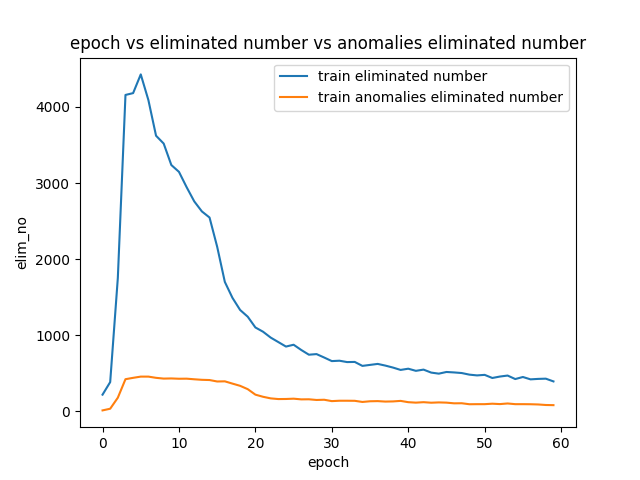 epoch vs eliminated number vs anomalies eliminated number
train eliminated number
train anomalies eliminated number
4000
3000
2000
1000
0
elim_no
0 10 20 30 40 50 60
epoch